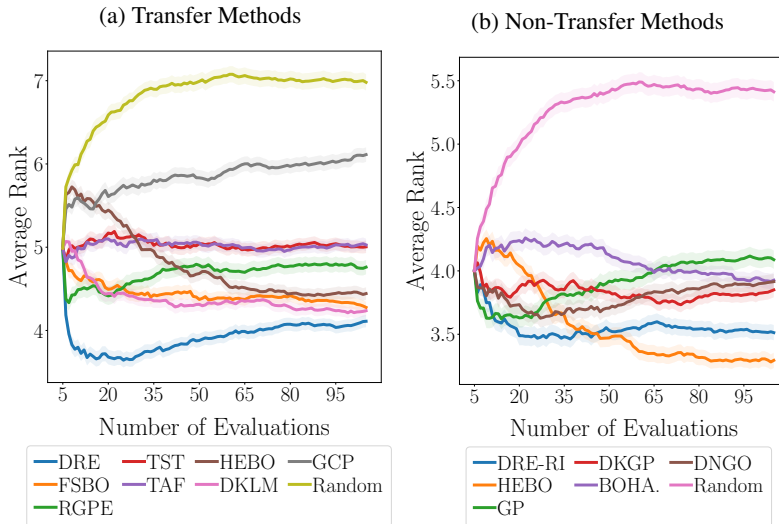 (a) Transfer Methods
7
6
5
4
Average Rank
5 20 35 50 65 80 95
Number of Evaluations
DRE TST HEBO GCP
FSBO TAF DKLM Random
RGPE
(b) Non-Transfer Methods
5.5
5.0
4.5
4.0
3.5
Average Rank
5 20 35 50 65 80 95
Number of Evaluations
DRE-RI DKGP DNGO
HEBO BOHA. Random
GP